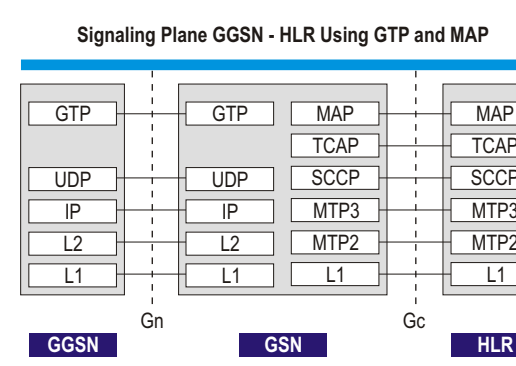 Signaling Plane GGSN - HLR Using GTP and MAP
GTP GTP MAP MAP
TCAP TCAP
UDP UDP SCCP SCCP
IP IP MTP3 MTP3
L2 L2 MTP2 MTP2
L1 L1 L1 L1
Gn Gc
GGSN GSN HLR